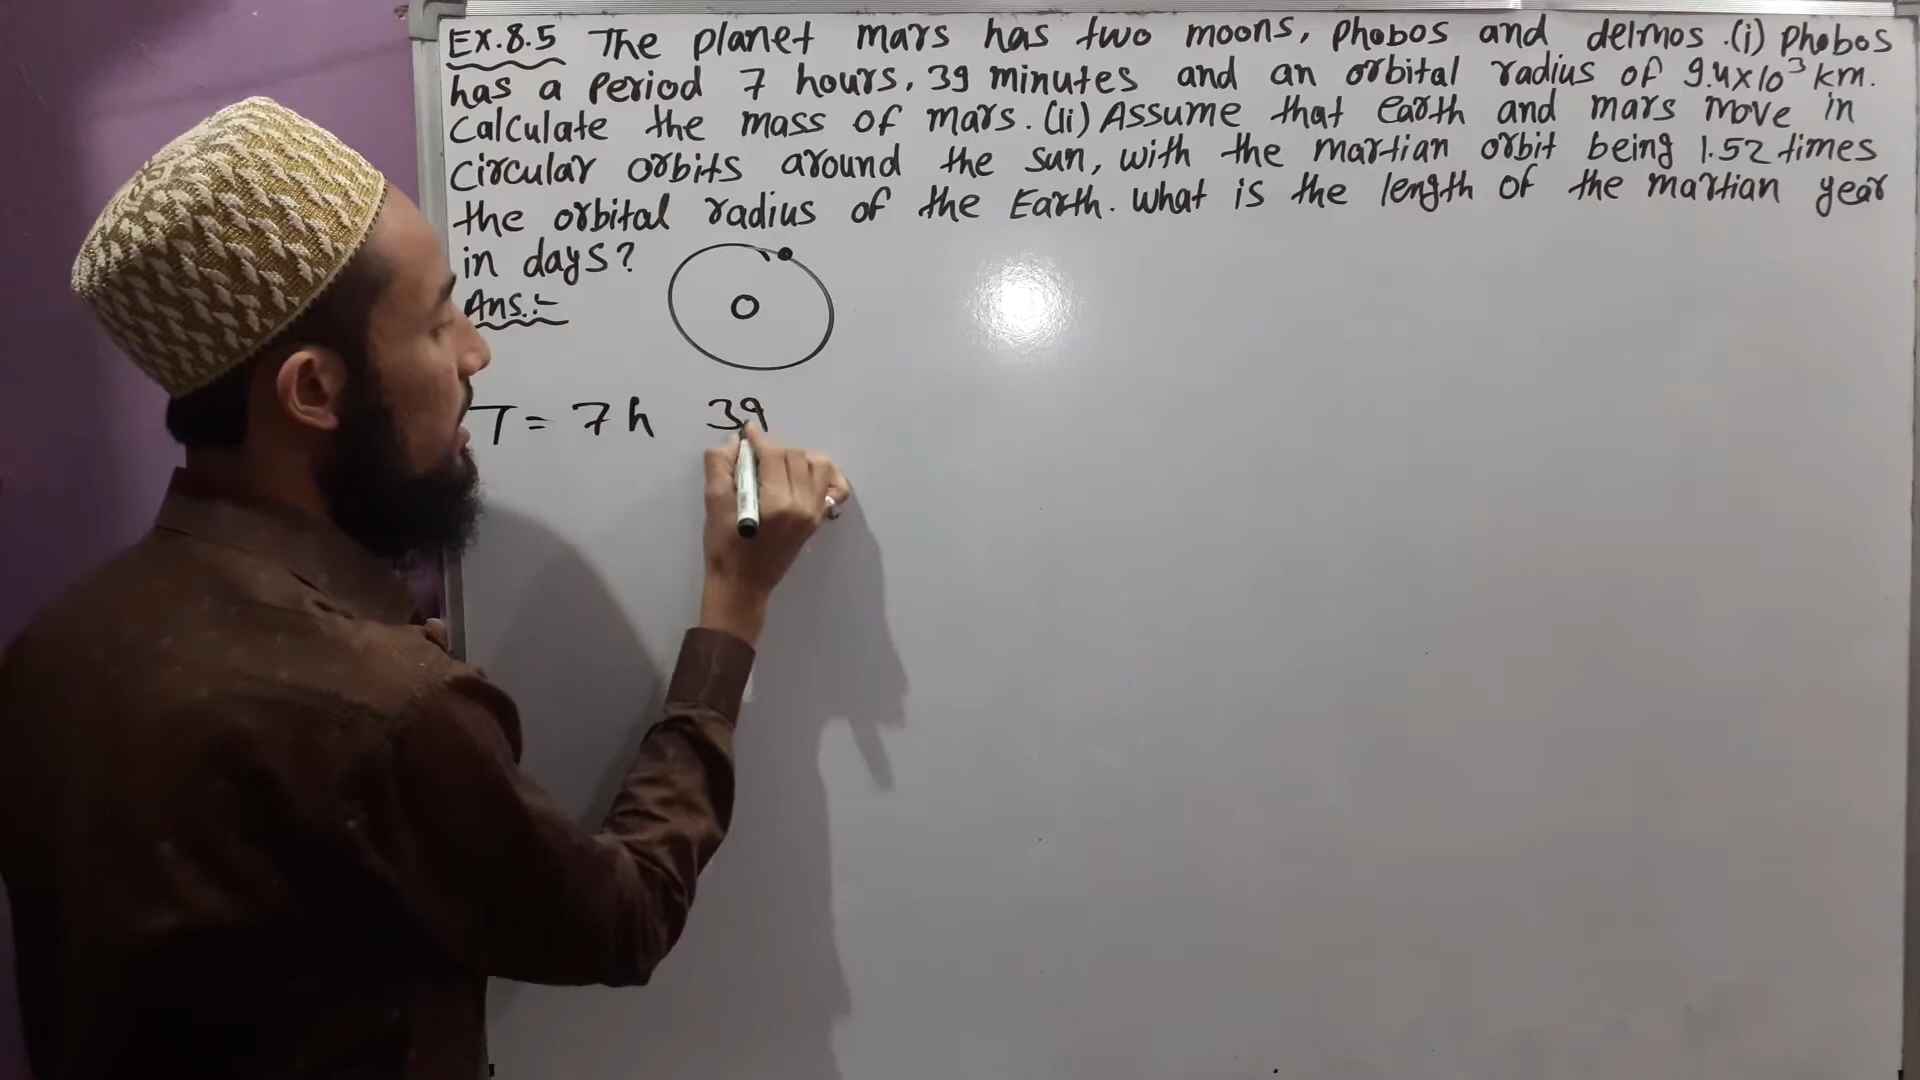 Ex.8.5 The planet mars has two moons, phobos and delmos .(i) phobos
has a period 7 hours, 39 minutes and an orbital radius of 9.4x10³ km.
Calculate the mass of mars. (ii) Assume that earth and mars move in
circular orbits around the sun, with the martian orbit being 1.52 times
the orbital radius of the Earth. What is the length of the martian year
in days?
Ans.:-
T = 7 h 39